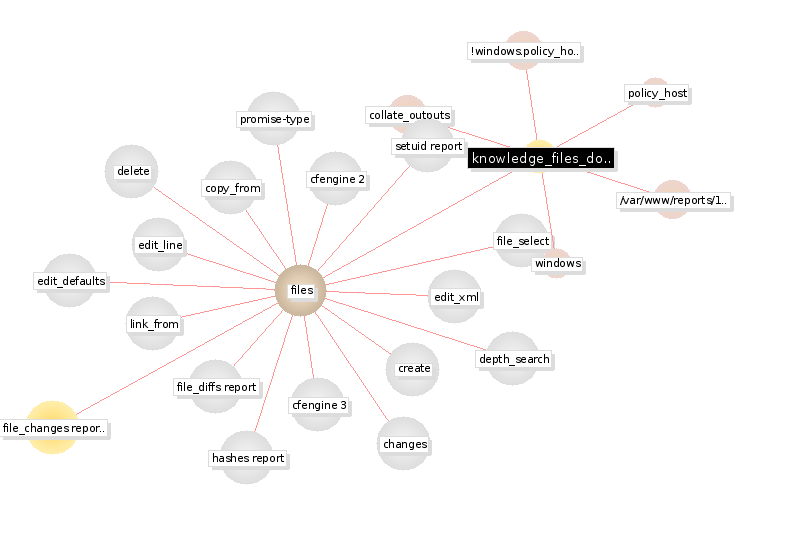 !windows.policy_ho..
policy_host
collate_outouts
promise-type
setuid report
knowledge_files_do..
delete
cfengine 2
copy_from
/var/www/reports/1..
edit_line
file_select
windows
edit_defaults
files
edit_xml
link_from
depth_search
create
file_diffs report
cfengine 3
file_changes repor..
changes
hashes report